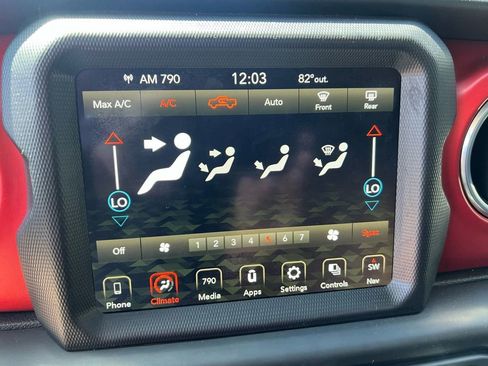 AM 790 12:03 82°out.
Max A/C A/C Auto Front Rear
LO LO
Off 1 2 3 4 5 6 7 Sync
790 SW
Phone Climate Media Apps Settings Controls Nav